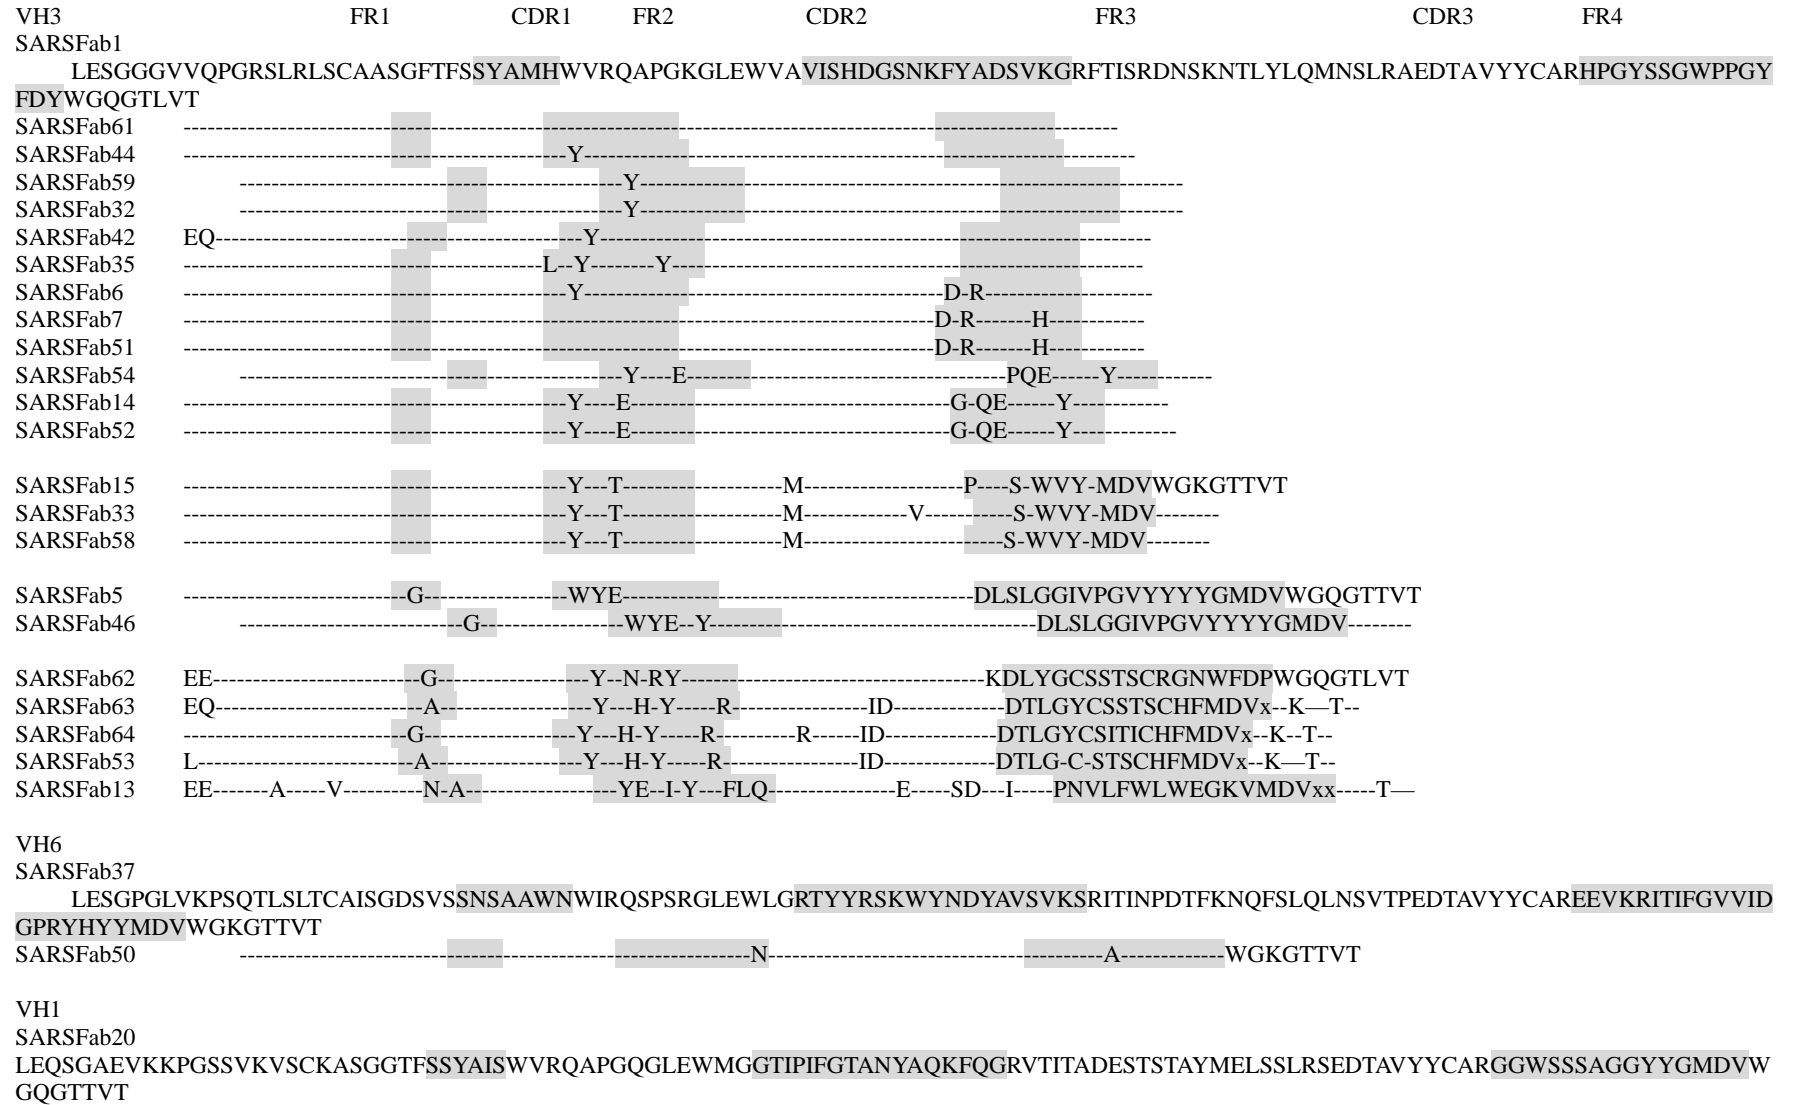 VH3 FR1 CDR1 FR2 CDR2 FR3 CDR3 FR4
SARSFab1
LESGGGVVQPGRSLRLSCAASGFTFSSYAMHWVRQAPGKGLEWVAVISHDGSNKFYADSVKGRFTISRDNSKNTLYLQMNSLRAEDTAVYYCARHPGYSSGWPPGY
FDYWGQGTLVT
SARSFab61 ---------------------------------------------------------------------------------------------------------------------
SARSFab44 ------------------------------------------------Y---------------------------------------------------------------------
SARSFab59 ------------------------------------------------Y--------------------------------------------------------------------
SARSFab32 ------------------------------------------------Y--------------------------------------------------------------------
SARSFab42 EQ----------------------------------------------Y---------------------------------------------------------------------
SARSFab35 ---------------------------------------------L--Y--------Y-----------------------------------------------------------
SARSFab6 ------------------------------------------------Y---------------------------------------------D-R---------------------
SARSFab7 ----------------------------------------------------------------------------------------------D-R-------H------------
SARSFab51 ----------------------------------------------------------------------------------------------D-R-------H------------
SARSFab54 ------------------------------------------------Y----E----------------------------------------PQE------Y------------
SARSFab14 ------------------------------------------------Y----E----------------------------------------G-QE------Y------------
SARSFab52 ------------------------------------------------Y----E----------------------------------------G-QE------Y-------------
SARSFab15 ------------------------------------------------Y---T--------------------M--------------------P----S-WVY-MDVWGKGTTVT
SARSFab33 ------------------------------------------------Y---T--------------------M-------------V-----------S-WVY-MDV--------
SARSFab58 ------------------------------------------------Y---T--------------------M-------------------------S-WVY-MDV--------
SARSFab5 ----------------------------G------------------WYE--------------------------------------------DLSLGGIVPGVYYYYGMDVWGQGTTVT
SARSFab46 ----------------------------G------------------WYE--Y-----------------------------------------DLSLGGIVPGVYYYYGMDV--------
SARSFab62 EE--------------------------G-------------------Y--N-RY--------------------------------------KDLYGCSSTSCRGNWFDPWGQGTLVT
SARSFab63 EQ--------------------------A-------------------Y---H-Y-----R-----------------ID--------------DTLGYCSSTSCHFMDVx--K—T--
SARSFab64 ----------------------------G-------------------Y---H-Y-----R----------R------ID--------------DTLGYCSITICHFMDVx--K--T--
SARSFab53 L---------------------------A-------------------Y---H-Y-----R-----------------ID--------------DTLG-C-STSCHFMDVx--K—T--
SARSFab13 EE-------A-----V----------N-A-------------------YE--I-Y---FLQ----------------E-----SD---I-----PNVLFWLWEGKVMDVxx-----T—
VH6
SARSFab37
LESGPGLVKPSQTLSLTCAISGDSVSSNSAAWNWIRQSPSRGLEWLGRTYYRSKWYNDYAVSVKSRITINPDTFKNQFSLQLNSVTPEDTAVYYCAREEVKRITIFGVVID
GPRYHYYMDVWGKGTTVT
SARSFab50 ----------------------------------------------------------------N------------------------------------------A-------------WGKGTTVT
VH1
SARSFab20
LEQSGAEVKKPGSSVKVSCKASGGTFSSYAISWVRQAPGQGLEWMGGTIPIFGTANYAQKFQGRVTITADESTSTAYMELSSLRSEDTAVYYCARGGWSSSAGGYYGMDVW
GQGTTVT